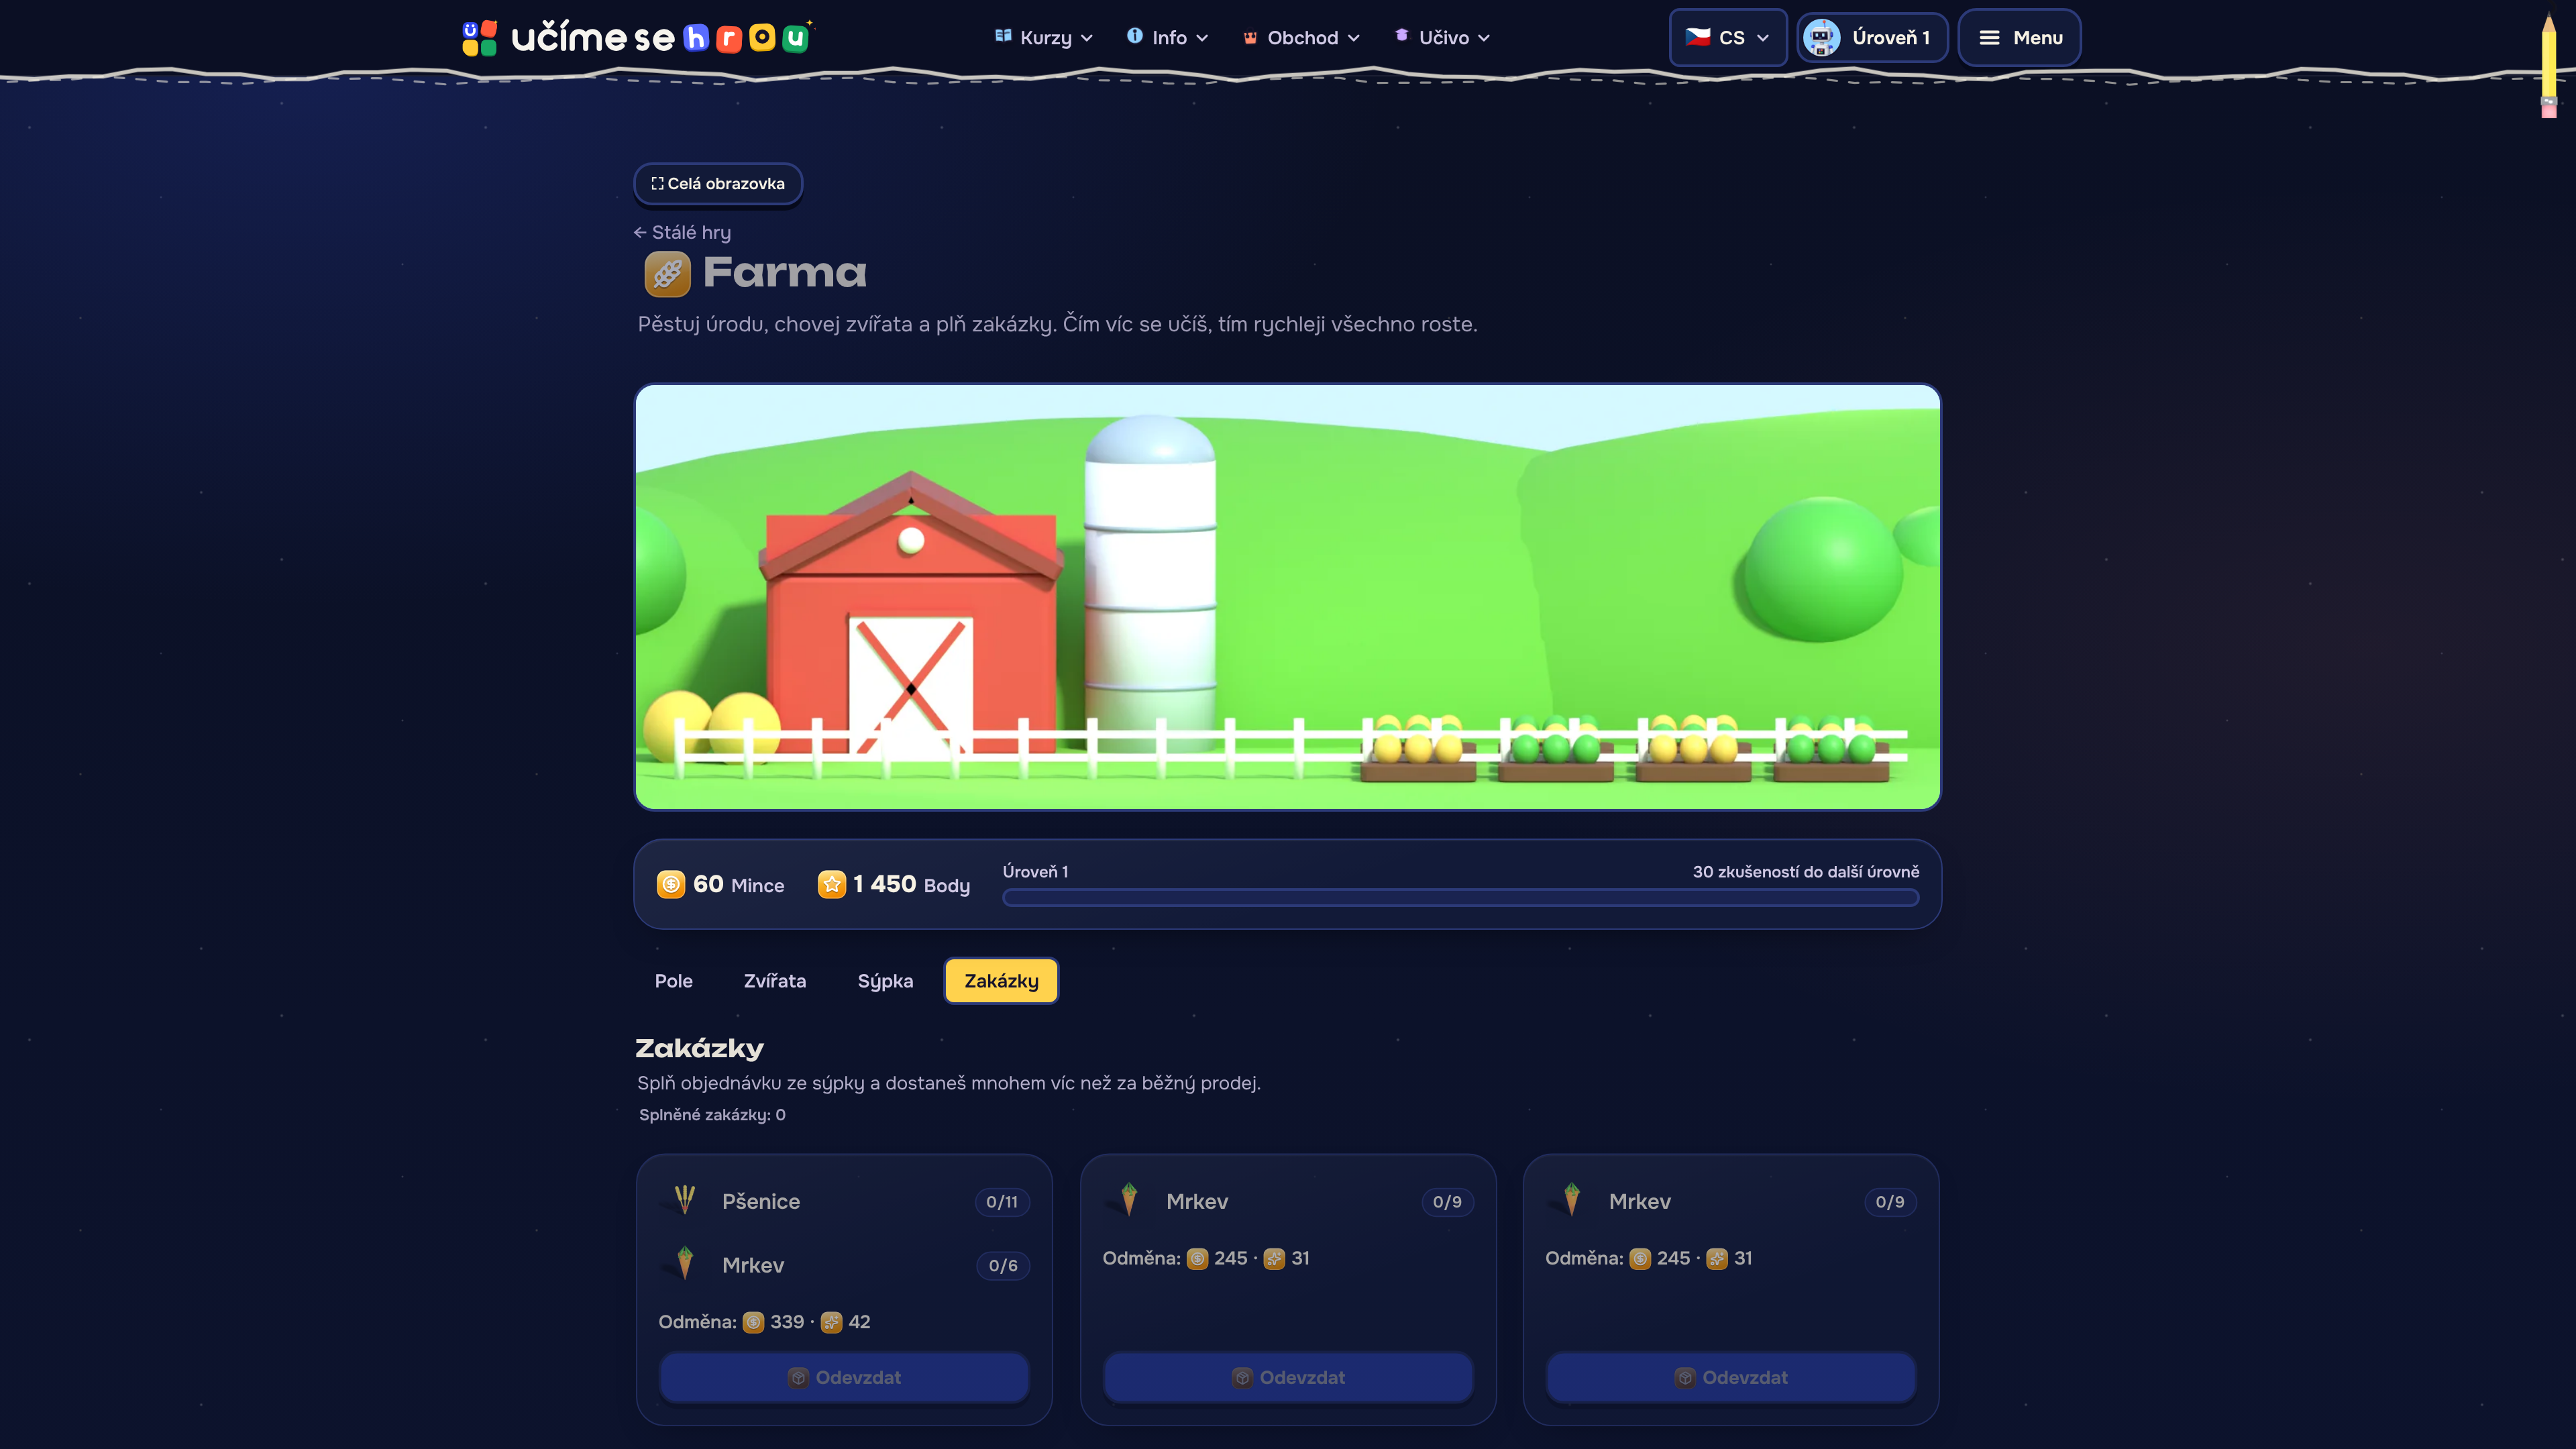 učíme se hrou
Kurzy
Info
Obchod
Učivo
CS
Úroveň 1
Menu
Celá obrazovka
← Stálé hry
Farma
Pěstuj úrodu, chovej zvířata a plň zakázky. Čím víc se učíš, tím rychleji všechno roste.
60 Mince
1 450 Body
Úroveň 1
30 zkušeností do další úrovně
Pole
Zvířata
Sýpka
Zakázky
Zakázky
Splň objednávku ze sýpky a dostaneš mnohem víc než za běžný prodej.
Splněné zakázky: 0
Pšenice 0/11
Mrkev 0/6
Odměna: 339 · 42
Odevzdat
Mrkev 0/9
Odměna: 245 · 31
Odevzdat
Mrkev 0/9
Odměna: 245 · 31
Odevzdat